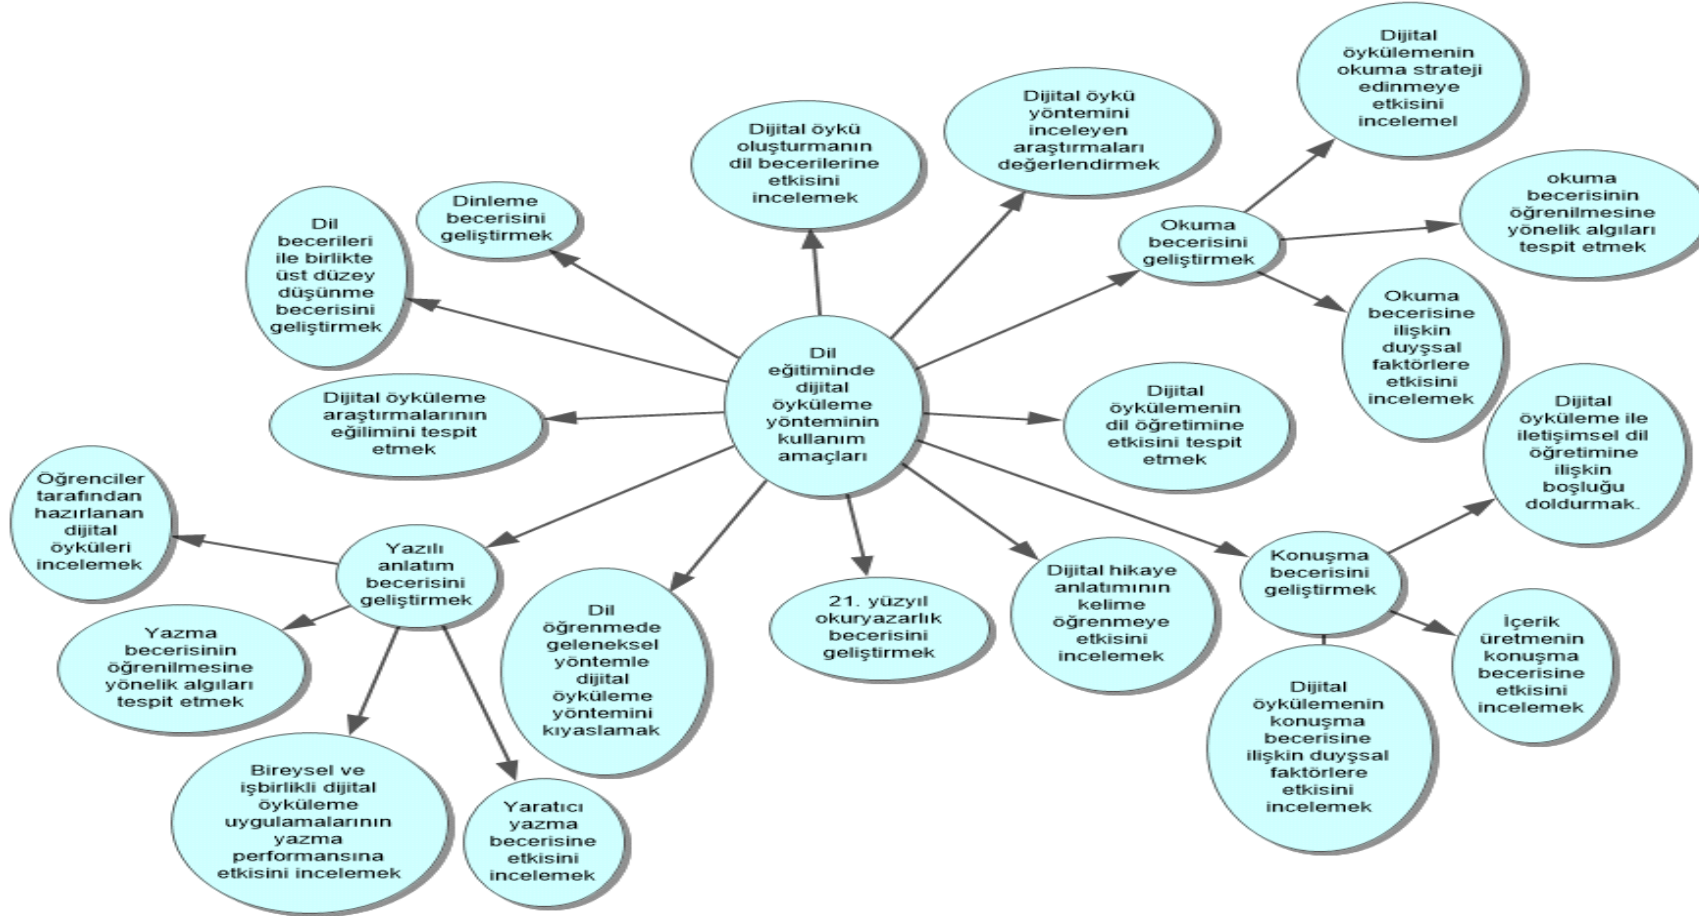 Dijital
öykülemenin
okuma strateji
edinmeye
etkisini
incelemel
Dijital öykü
yöntemini
inceleyen
araştırmaları
değerlendirmek
Dijital öykü
oluşturmanın
dil becerilerine
etkisini
incelemek
okuma
becerisinin
öğrenilmesine
yönelik algıları
tespit etmek
Dinleme
becerisini
geliştirmek
Dil
becerileri
ile birlikte
üst düzey
düşünme
becerisini
geliştirmek
Okuma
becerisini
geliştirmek
Okuma
becerisine
ilişkin
duyşsal
faktörlere
etkisini
incelemek
Dil
eğitiminde
dijital
öyküleme
yönteminin
kullanım
amaçları
Dijital öyküleme
araştırmalarının
eğilimini tespit
etmek
Dijital
öykülemenin
dil öğretimine
etkisini tespit
etmek
Dijital
öyküleme ile
iletişimsel dil
öğretimine
ilişkin
boşluğu
doldurmak.
Öğrenciler
tarafından
hazırlanan
dijital
öyküleri
incelemek
Yazılı
anlatım
becerisini
geliştirmek
Konuşma
becerisini
geliştirmek
Dijital hikaye
anlatımının
kelime
öğrenmeye
etkisini
incelemek
21. yüzyıl
okuryazarlık
becerisini
geliştirmek
Dil
öğrenmede
geleneksel
yöntemle
dijital
öyküleme
yöntemini
kıyaslamak
Yazma
becerisinin
öğrenilmesine
yönelik algıları
tespit etmek
İçerik
üretmenin
konuşma
becerisine
etkisini
incelemek
Dijital
öykülemenin
konuşma
becerisine
ilişkin duyşsal
faktörlere
etkisini
incelemek
Bireysel ve
işbirlikli dijital
öyküleme
uygulamalarının
yazma
performansına
etkisini incelemek
Yaratıcı
yazma
becerisine
etkisini
incelemek